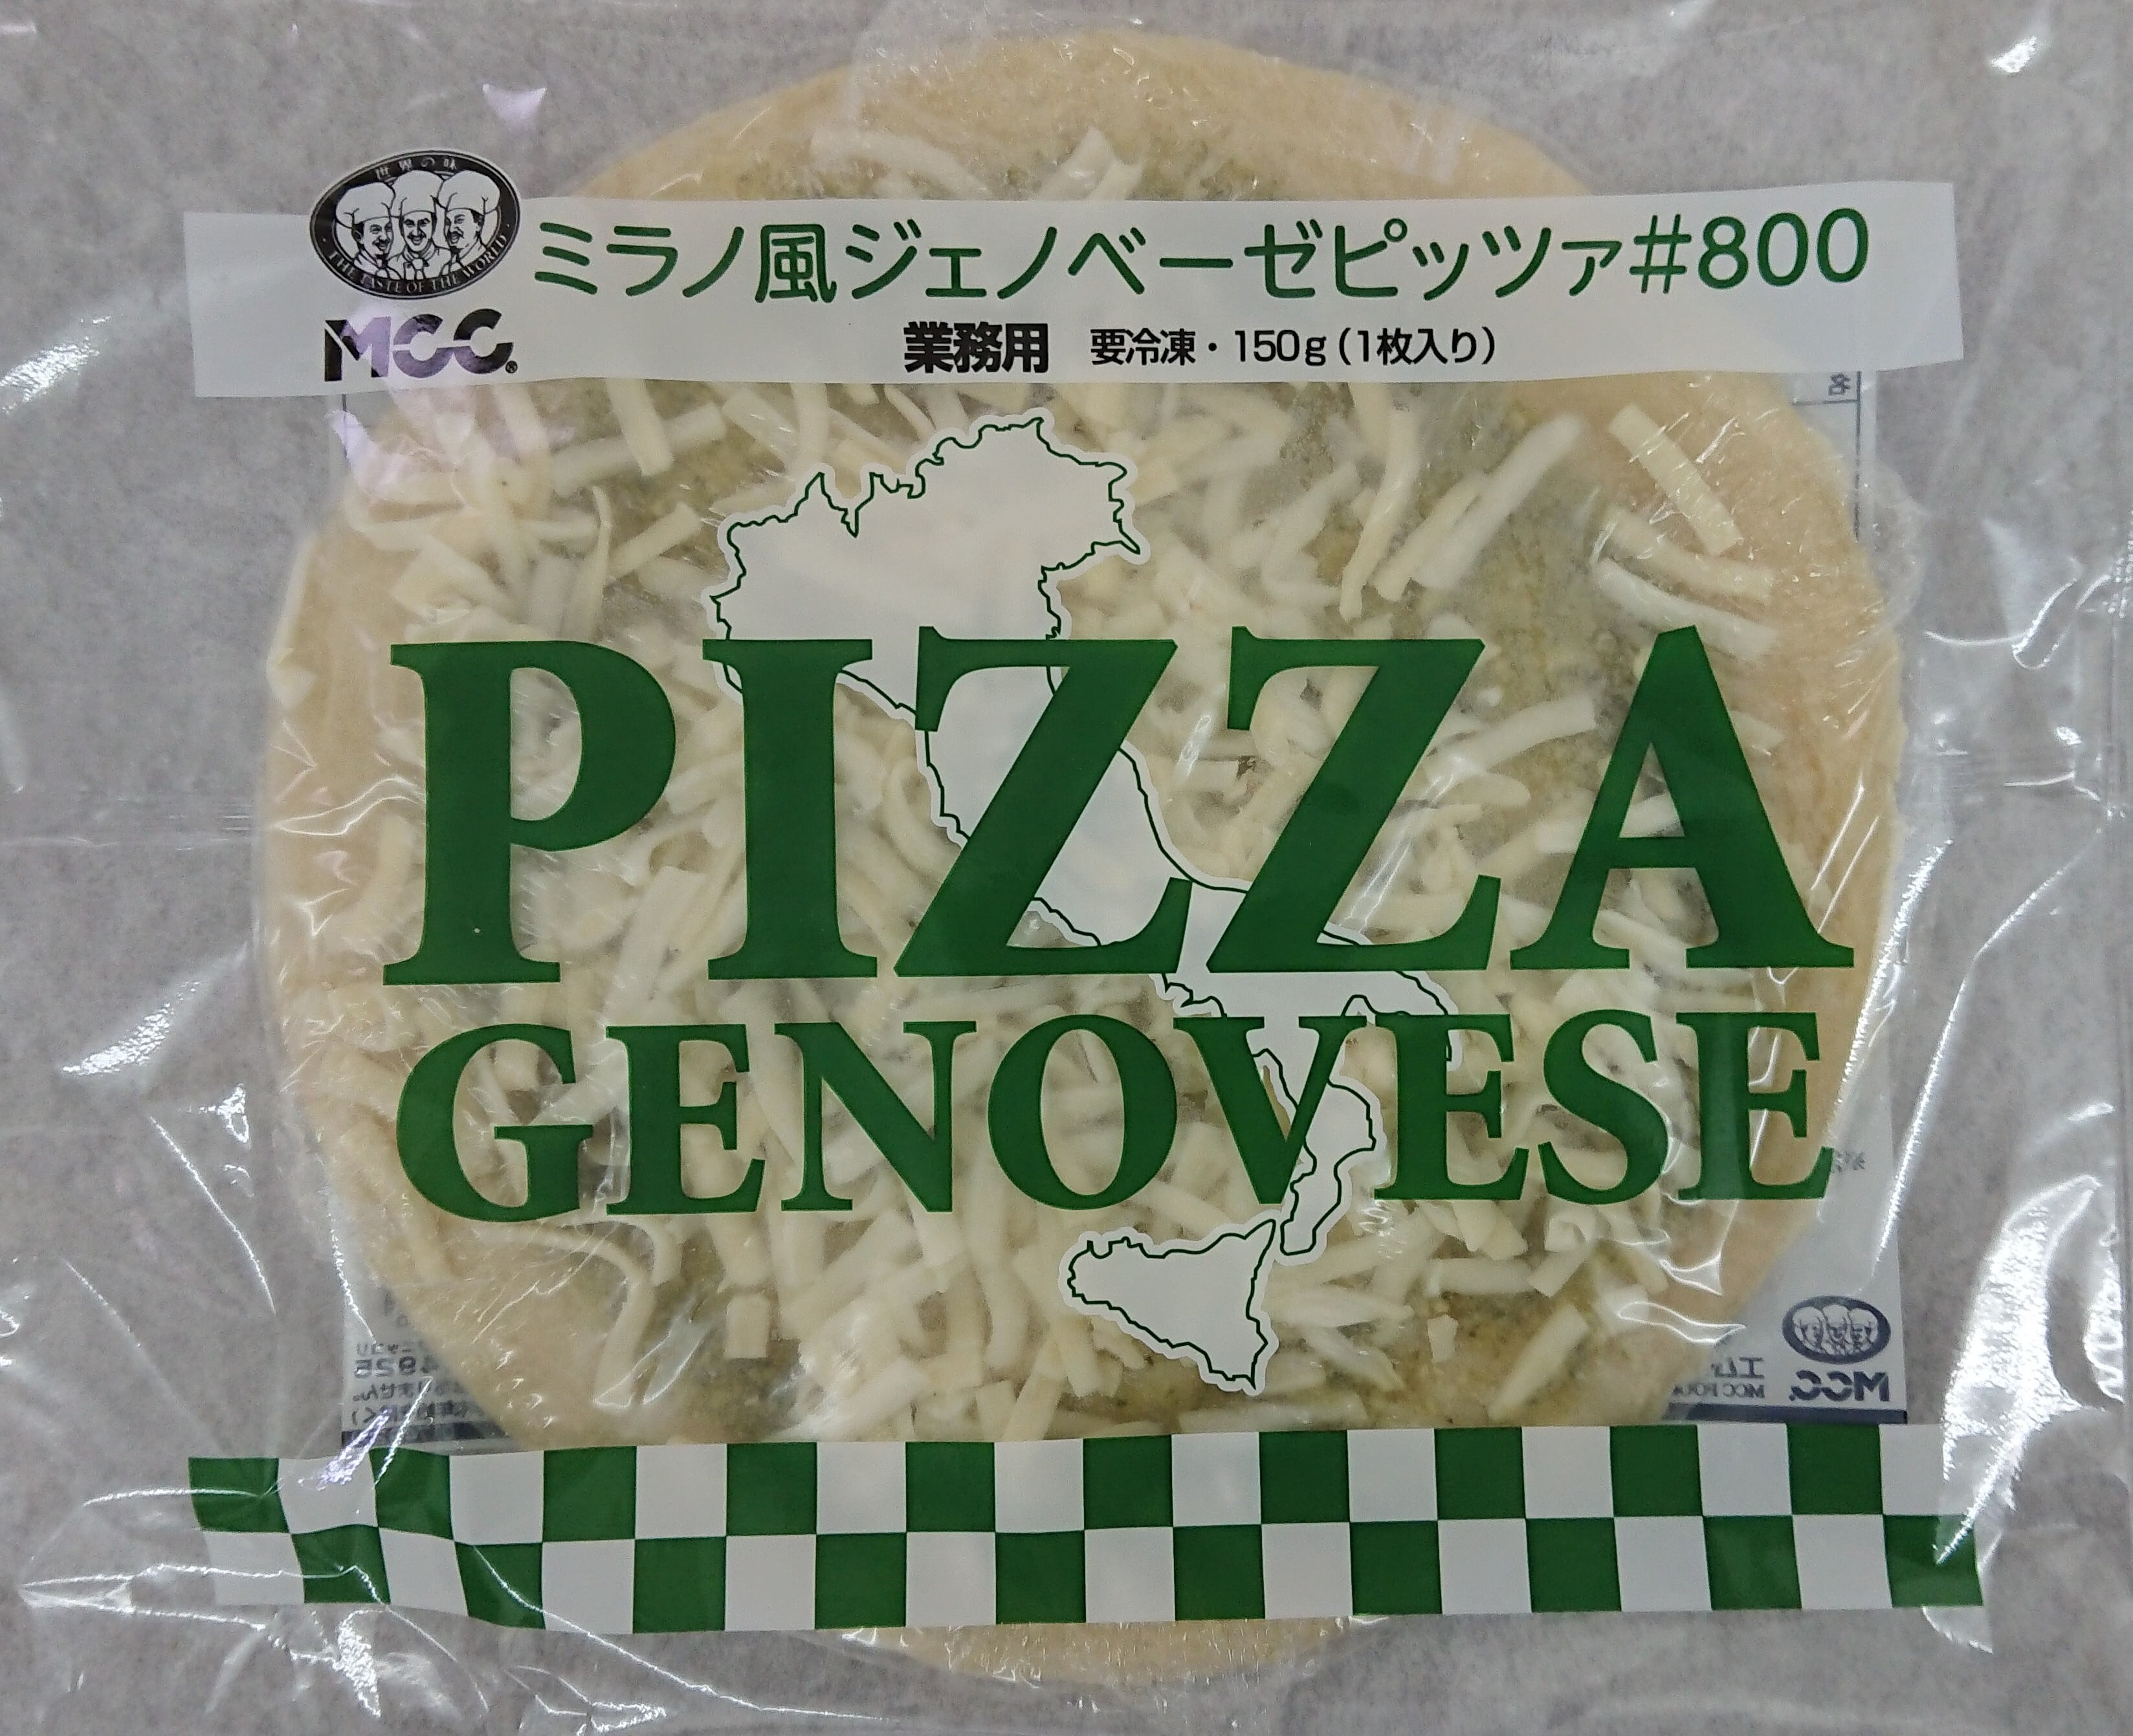 世界の味
THE TASTE OF THE WORLD
MCC®
ミラノ風ジェノベーゼピッツァ#800
業務用 要冷凍・150g(1枚入り)
名
PIZZA
GENOVESE
4925
MCC